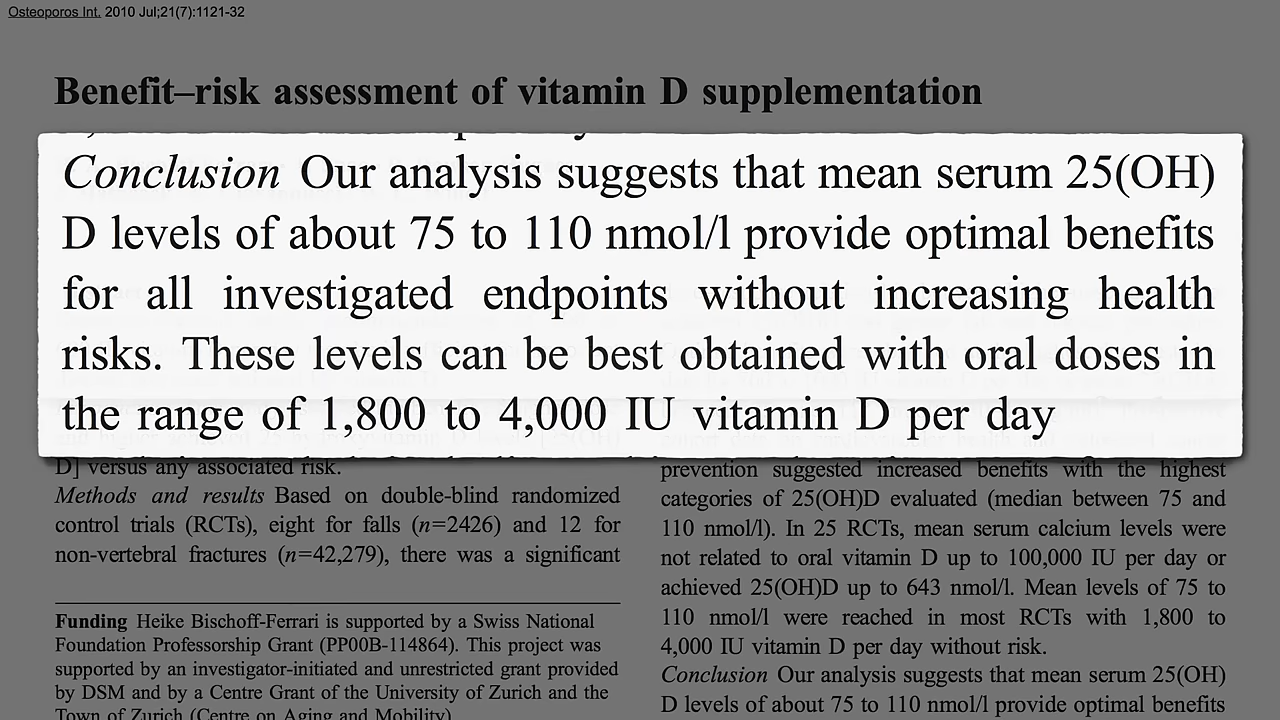 Osteoporos Int. 2010 Jul;21(7):1121-32
Benefit–risk assessment of vitamin D supplementation
Conclusion Our analysis suggests that mean serum 25(OH)
D levels of about 75 to 110 nmol/l provide optimal benefits
for all investigated endpoints without increasing health
risks. These levels can be best obtained with oral doses in
the range of 1,800 to 4,000 IU vitamin D per day
D] versus any associated risk.
Methods and results Based on double-blind randomized
control trials (RCTs), eight for falls (n=2426) and 12 for
non-vertebral fractures (n=42,279), there was a significant
Funding Heike Bischoff-Ferrari is supported by a Swiss National
Foundation Professorship Grant (PP00B-114864). This project was
supported by an investigator-initiated and unrestricted grant provided
by DSM and by a Centre Grant of the University of Zurich and the
Town of Zurich (Centre on Aging and Mobility)
prevention suggested increased benefits with the highest
categories of 25(OH)D evaluated (median between 75 and
110 nmol/l). In 25 RCTs, mean serum calcium levels were
not related to oral vitamin D up to 100,000 IU per day or
achieved 25(OH)D up to 643 nmol/l. Mean levels of 75 to
110 nmol/l were reached in most RCTs with 1,800 to
4,000 IU vitamin D per day without risk.
Conclusion Our analysis suggests that mean serum 25(OH)
D levels of about 75 to 110 nmol/l provide optimal benefits